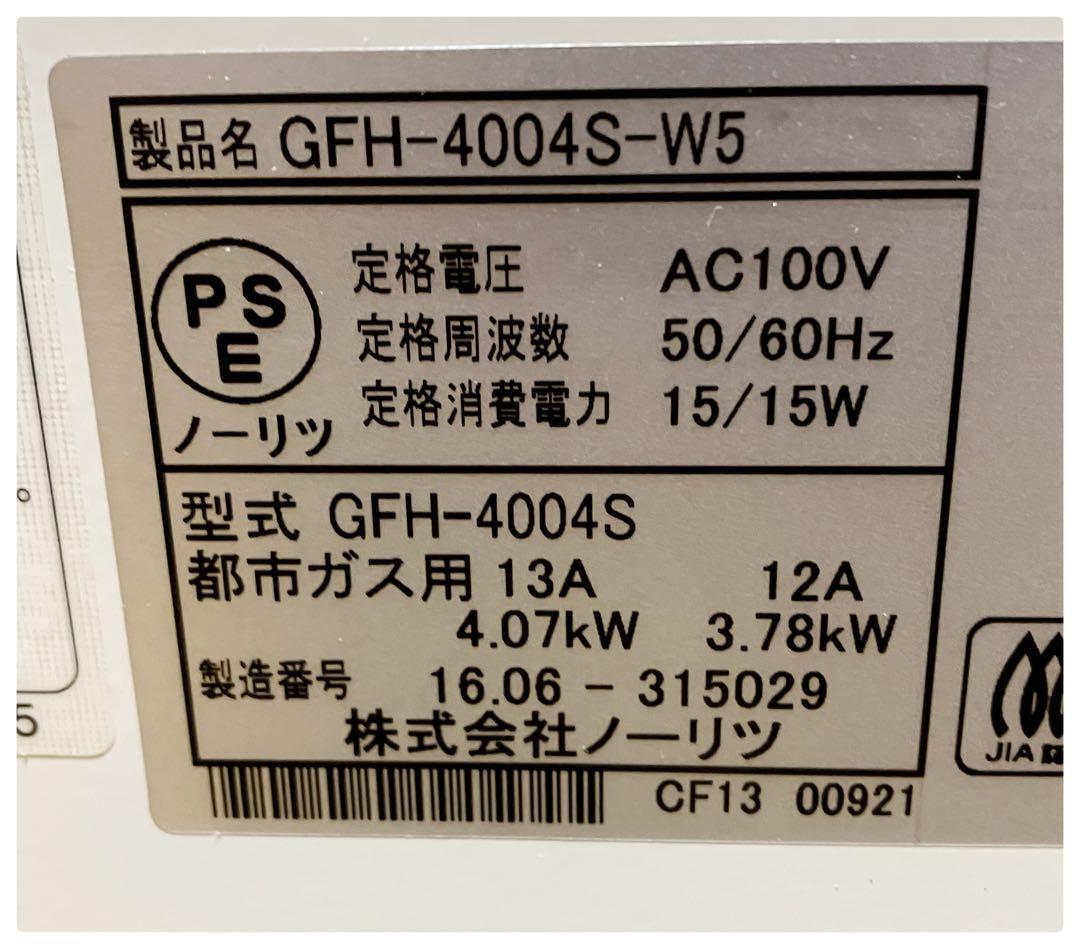 製品名 GFH-4004S-W5
PS
E
ノーリツ
定格電圧 AC100V
定格周波数 50/60Hz
定格消費電力 15/15W
型式 GFH-4004S
都市ガス用 13A 12A
4.07kW 3.78kW
製造番号 16.06 - 315029
株式会社ノーリツ
CF13 00921
JIA
。
5